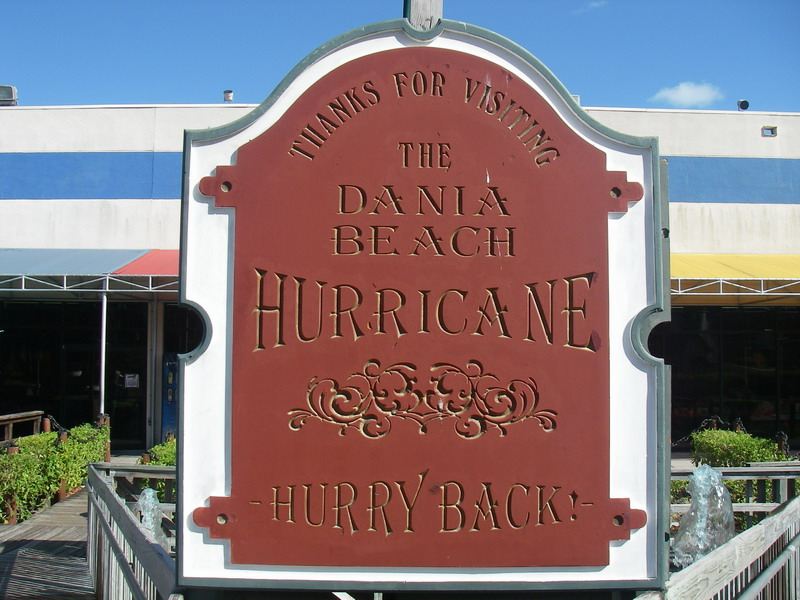 THANKS FOR VISITING
THE
DANIA
BEACH
HURRICANE
-HURRY BACK!-